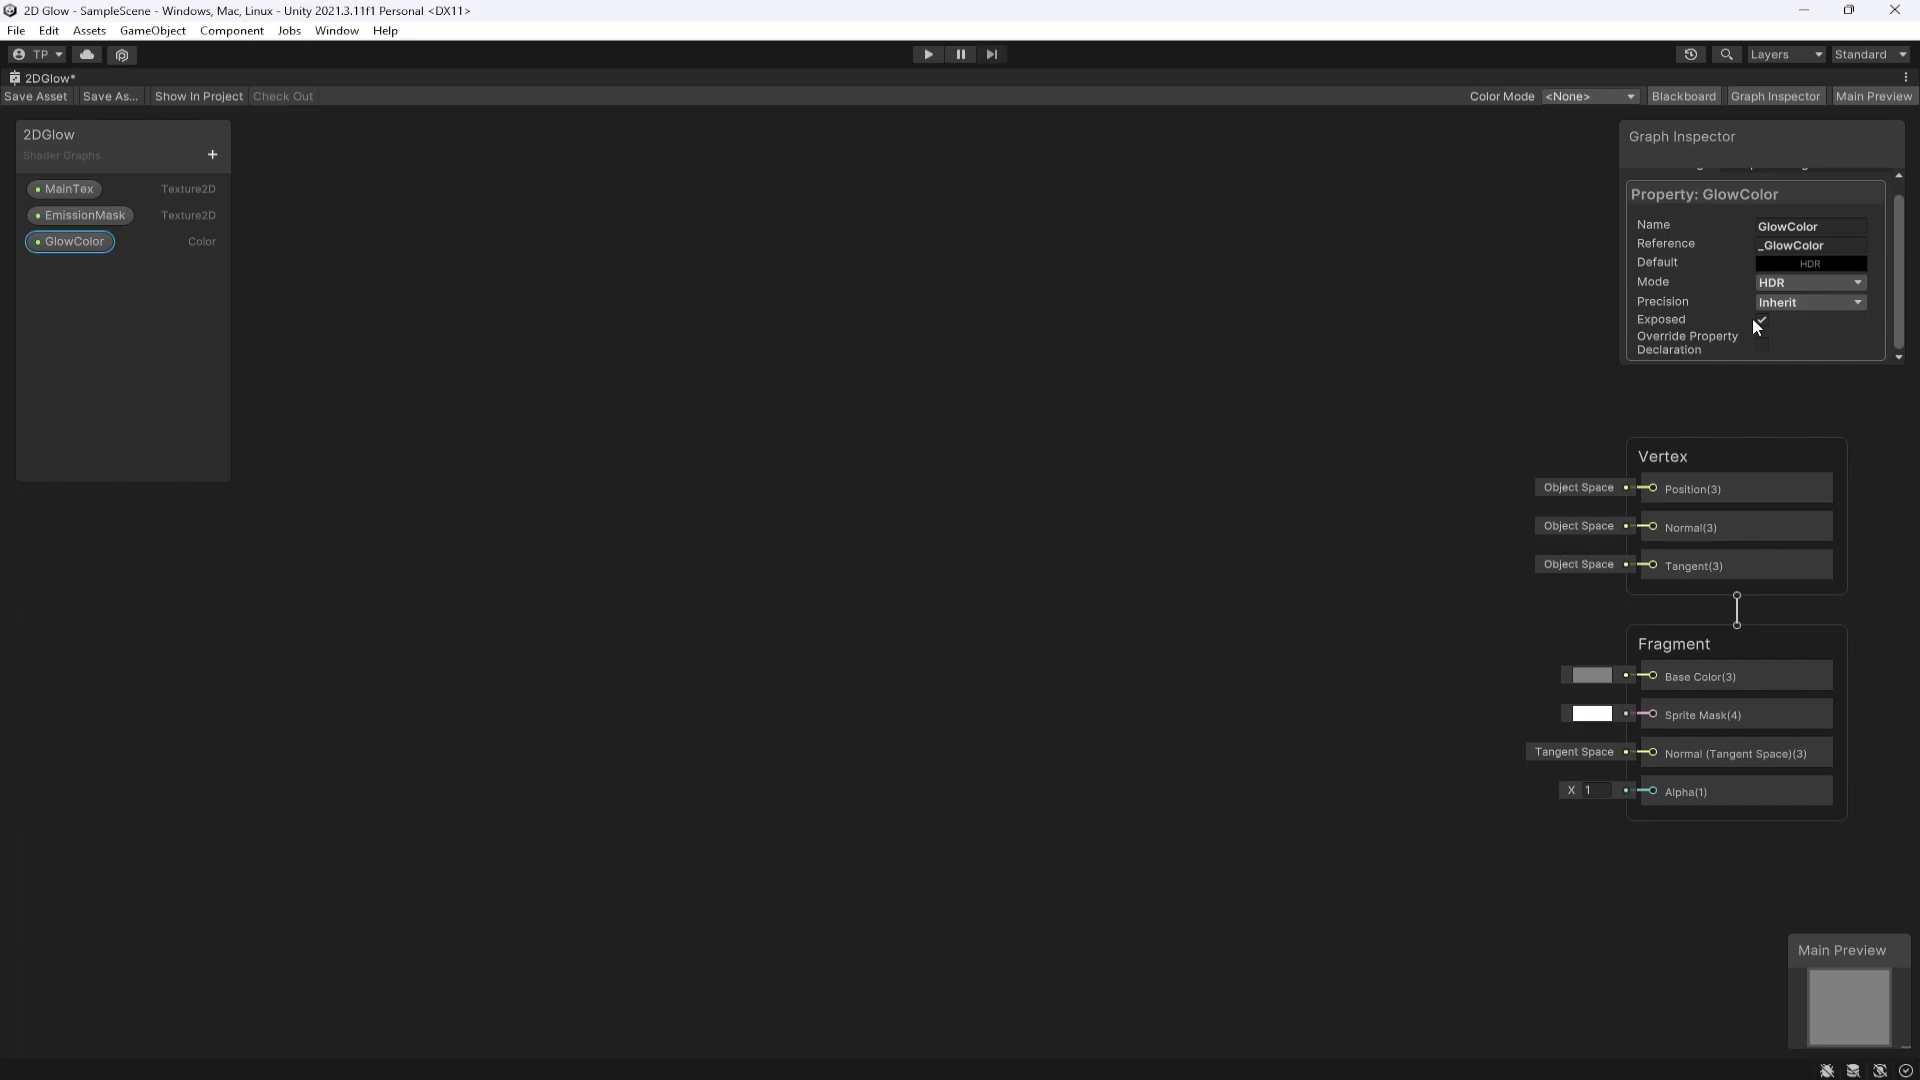 2D Glow - SampleScene - Windows, Mac, Linux - Unity 2021.3.11f1 Personal <DX11>
File Edit Assets GameObject Component Jobs Window Help
TP Layers Standard
2DGlow*
Save Asset Save As... Show In Project Check Out Color Mode <None> Blackboard Graph Inspector Main Preview
2DGlow
Shader Graphs
+
MainTex Texture2D
EmissionMask Texture2D
GlowColor Color
Graph Inspector
Property: GlowColor
Name GlowColor
Reference _GlowColor
Default HDR
Mode HDR
Precision Inherit
Exposed
Override Property
Declaration
Vertex
Object Space Position(3)
Object Space Normal(3)
Object Space Tangent(3)
Fragment
Base Color(3)
Sprite Mask(4)
Tangent Space Normal (Tangent Space)(3)
X 1 Alpha(1)
Main Preview